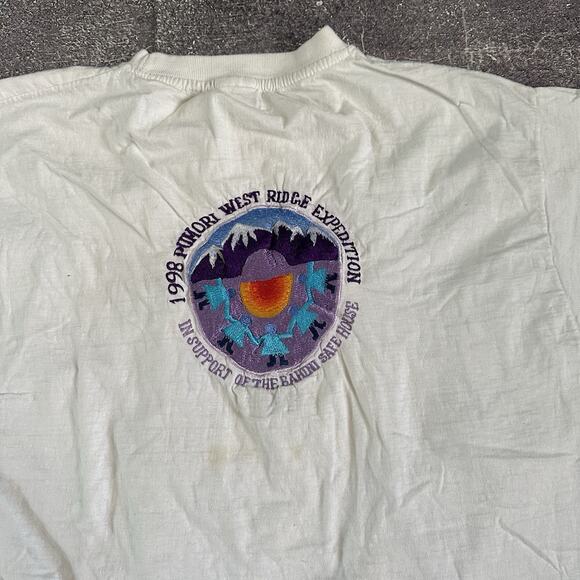 1998 PUMORI WEST RIDGE EXPEDITION
IN SUPPORT OF THE BAHINI SAFE HOUSE